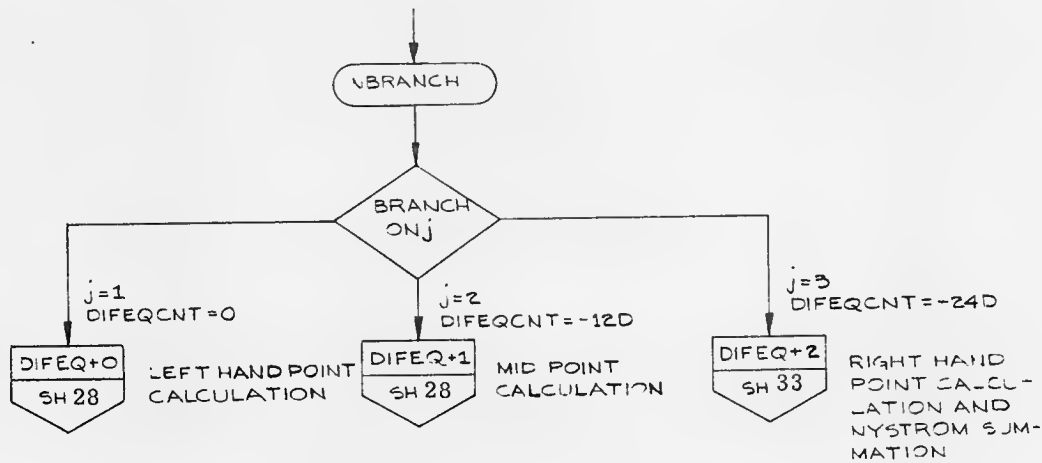 √BRANCH
BRANCH
ON j
j=1
DIFEQCNT=0
j=2
DIFEQCNT=-12D
j=3
DIFEQCNT=-24D
DIFEQ+0
SH 28
LEFT HAND POINT
CALCULATION
DIFEQ+1
SH 28
MID POINT
CALCULATION
DIFEQ+2
SH 33
RIGHT HAND
POINT CALCU-
LATION AND
NYSTROM SUM-
MATION